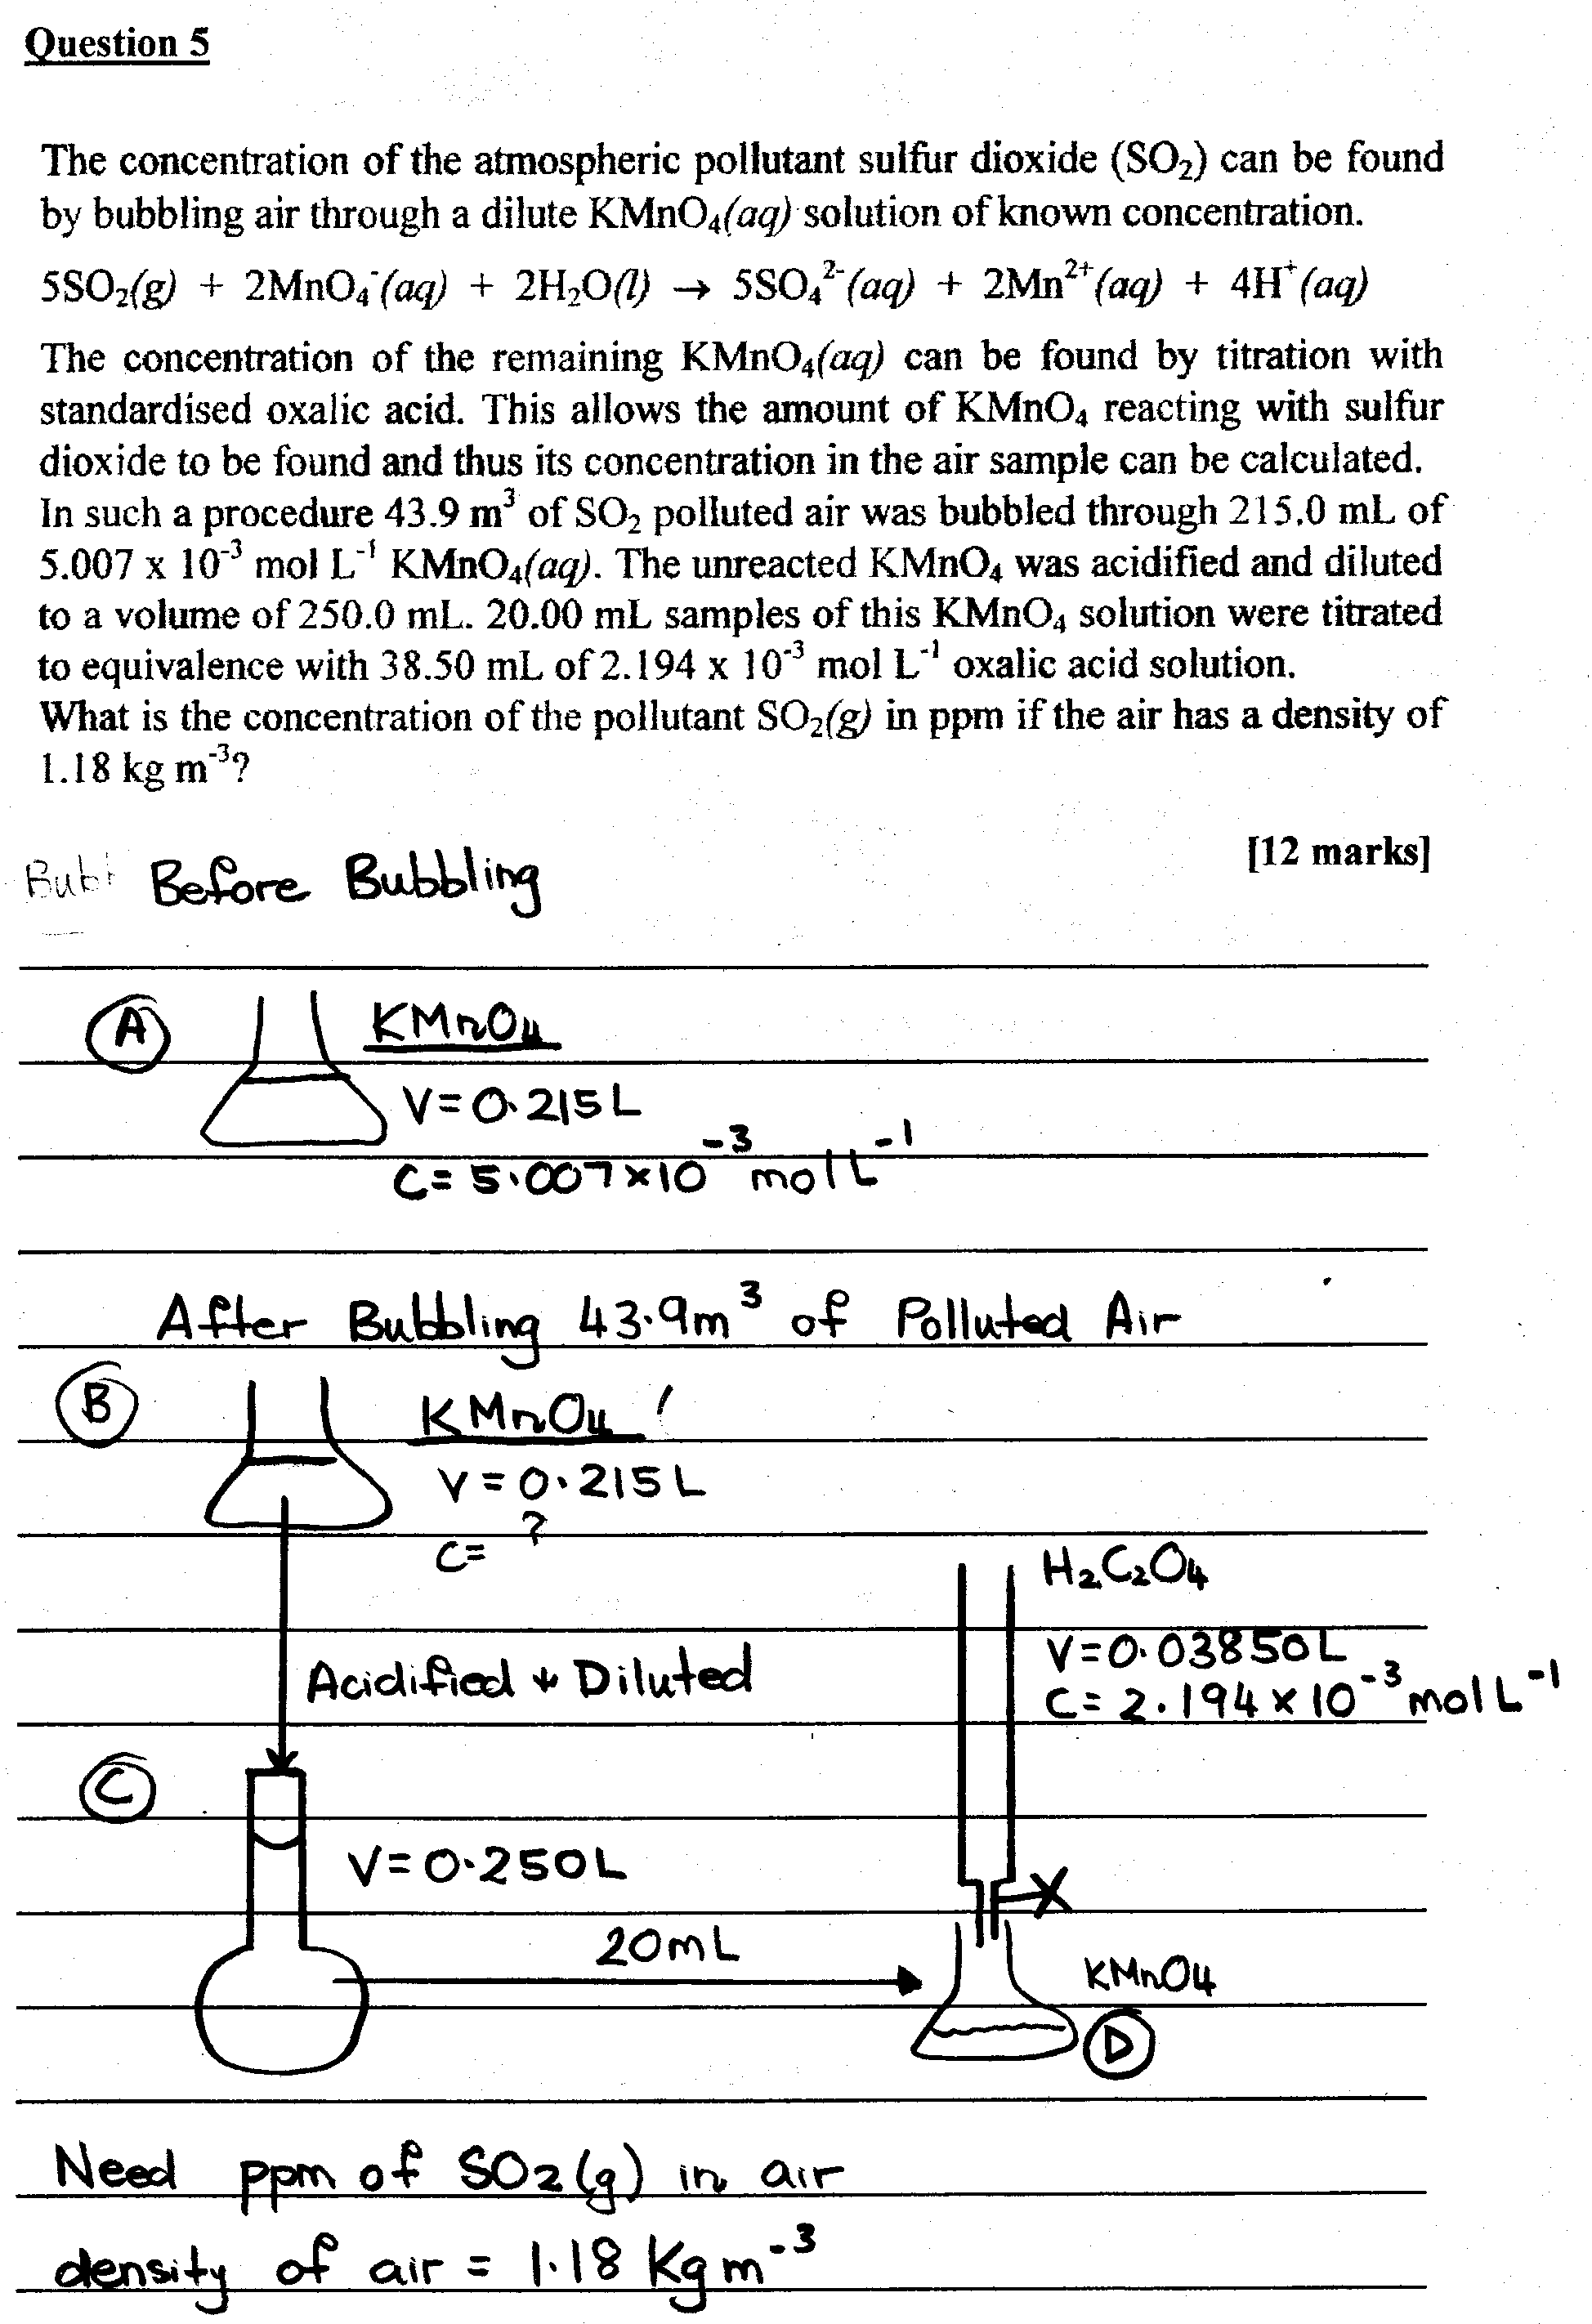 Question 5
The concentration of the atmospheric pollutant sulfur dioxide (SO₂) can be found
by bubbling air through a dilute KMnO₄(aq) solution of known concentration.
5SO₂(g) + 2MnO₄⁻(aq) + 2H₂O(l) → 5SO₄²⁻(aq) + 2Mn²⁺(aq) + 4H⁺(aq)
The concentration of the remaining KMnO₄(aq) can be found by titration with
standardised oxalic acid. This allows the amount of KMnO₄ reacting with sulfur
dioxide to be found and thus its concentration in the air sample can be calculated.
In such a procedure 43.9 m³ of SO₂ polluted air was bubbled through 215.0 mL of
5.007 x 10⁻³ mol L⁻¹ KMnO₄(aq). The unreacted KMnO₄ was acidified and diluted
to a volume of 250.0 mL. 20.00 mL samples of this KMnO₄ solution were titrated
to equivalence with 38.50 mL of 2.194 x 10⁻³ mol L⁻¹ oxalic acid solution.
What is the concentration of the pollutant SO₂(g) in ppm if the air has a density of
1.18 kg m⁻³?
[12 marks]
Bubb Before Bubbling
A KMnO₄
V=0.215L
C=5.007×10⁻³ mol L⁻¹
After Bubbling 43.9m³ of Polluted Air
B KMnO₄
V=0.215L
C= ?
H₂C₂O₄
V=0.03850L
C=2.194×10⁻³ mol L⁻¹
Acidified + Diluted
C
V=0.250L
20mL
KMnO₄
D
Need ppm of SO₂(g) in air
density of air = 1.18 Kg m⁻³